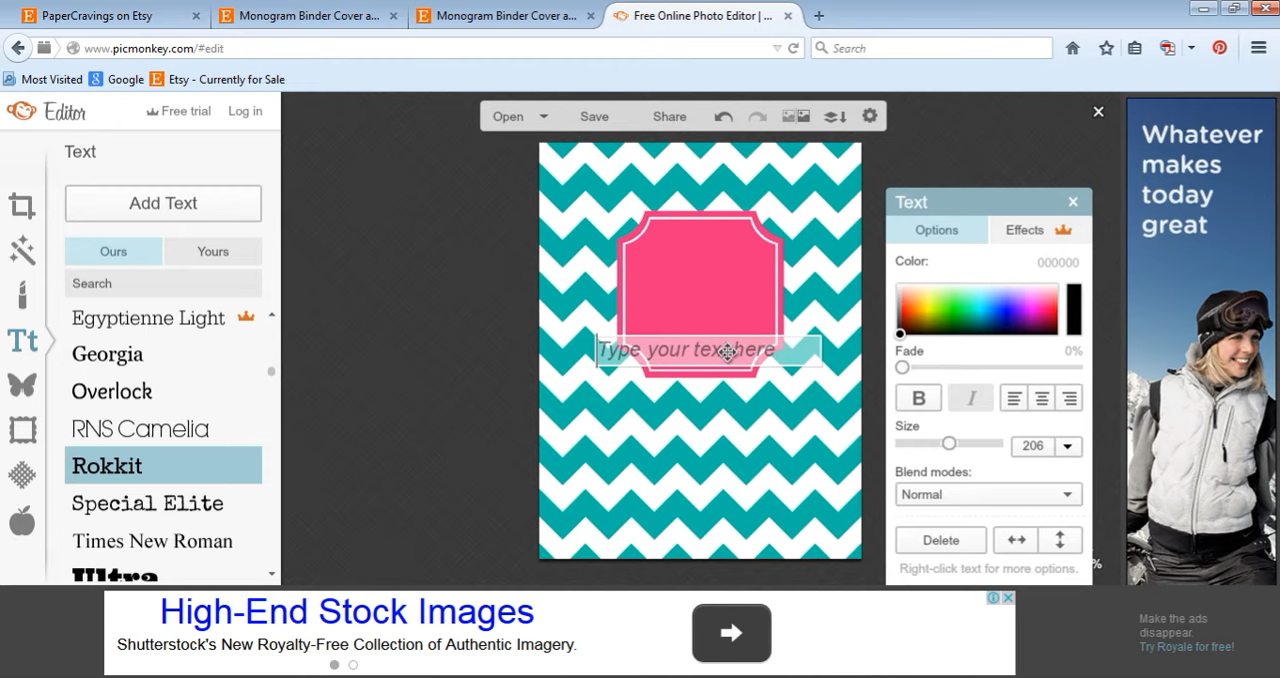 PaperCravings on Etsy
Monogram Binder Cover a...
Monogram Binder Cover a...
Free Online Photo Editor | ...
www.picmonkey.com/#edit
Search
Most Visited
Google
Etsy - Currently for Sale
Editor
Free trial
Log in
Open
Save
Share
Text
Add Text
Ours
Yours
Search
Egyptienne Light
Georgia
Overlock
RNS Camelia
Rokkit
Special Elite
Times New Roman
Ultra
Type your text here
Text
Options
Effects
Color:
000000
Fade
0%
B
I
Size
206
Blend modes:
Normal
Delete
Right-click text for more options.
%
Whatever
makes
today
great
High-End Stock Images
Shutterstock's New Royalty-Free Collection of Authentic Imagery.
Make the ads
disappear.
Try Royale for free!